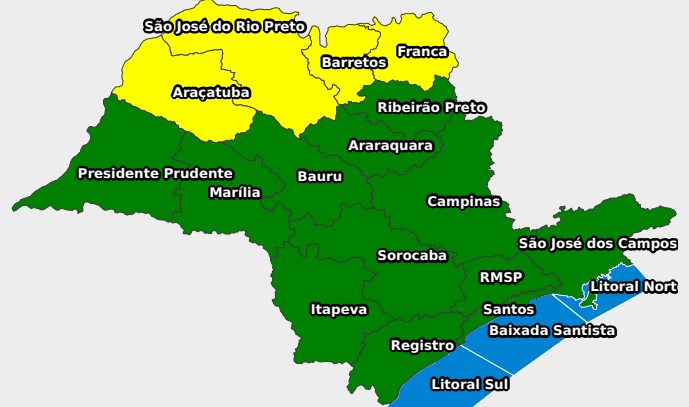 São José do Rio Preto
Franca
Barretos
Araçatuba
Ribeirão Preto
Araraquara
Presidente Prudente
Bauru
Marília
Campinas
São José dos Campos
Sorocaba
RMSP
Litoral Nort
Itapeva
Santos
Baixada Santista
Registro
Litoral Sul